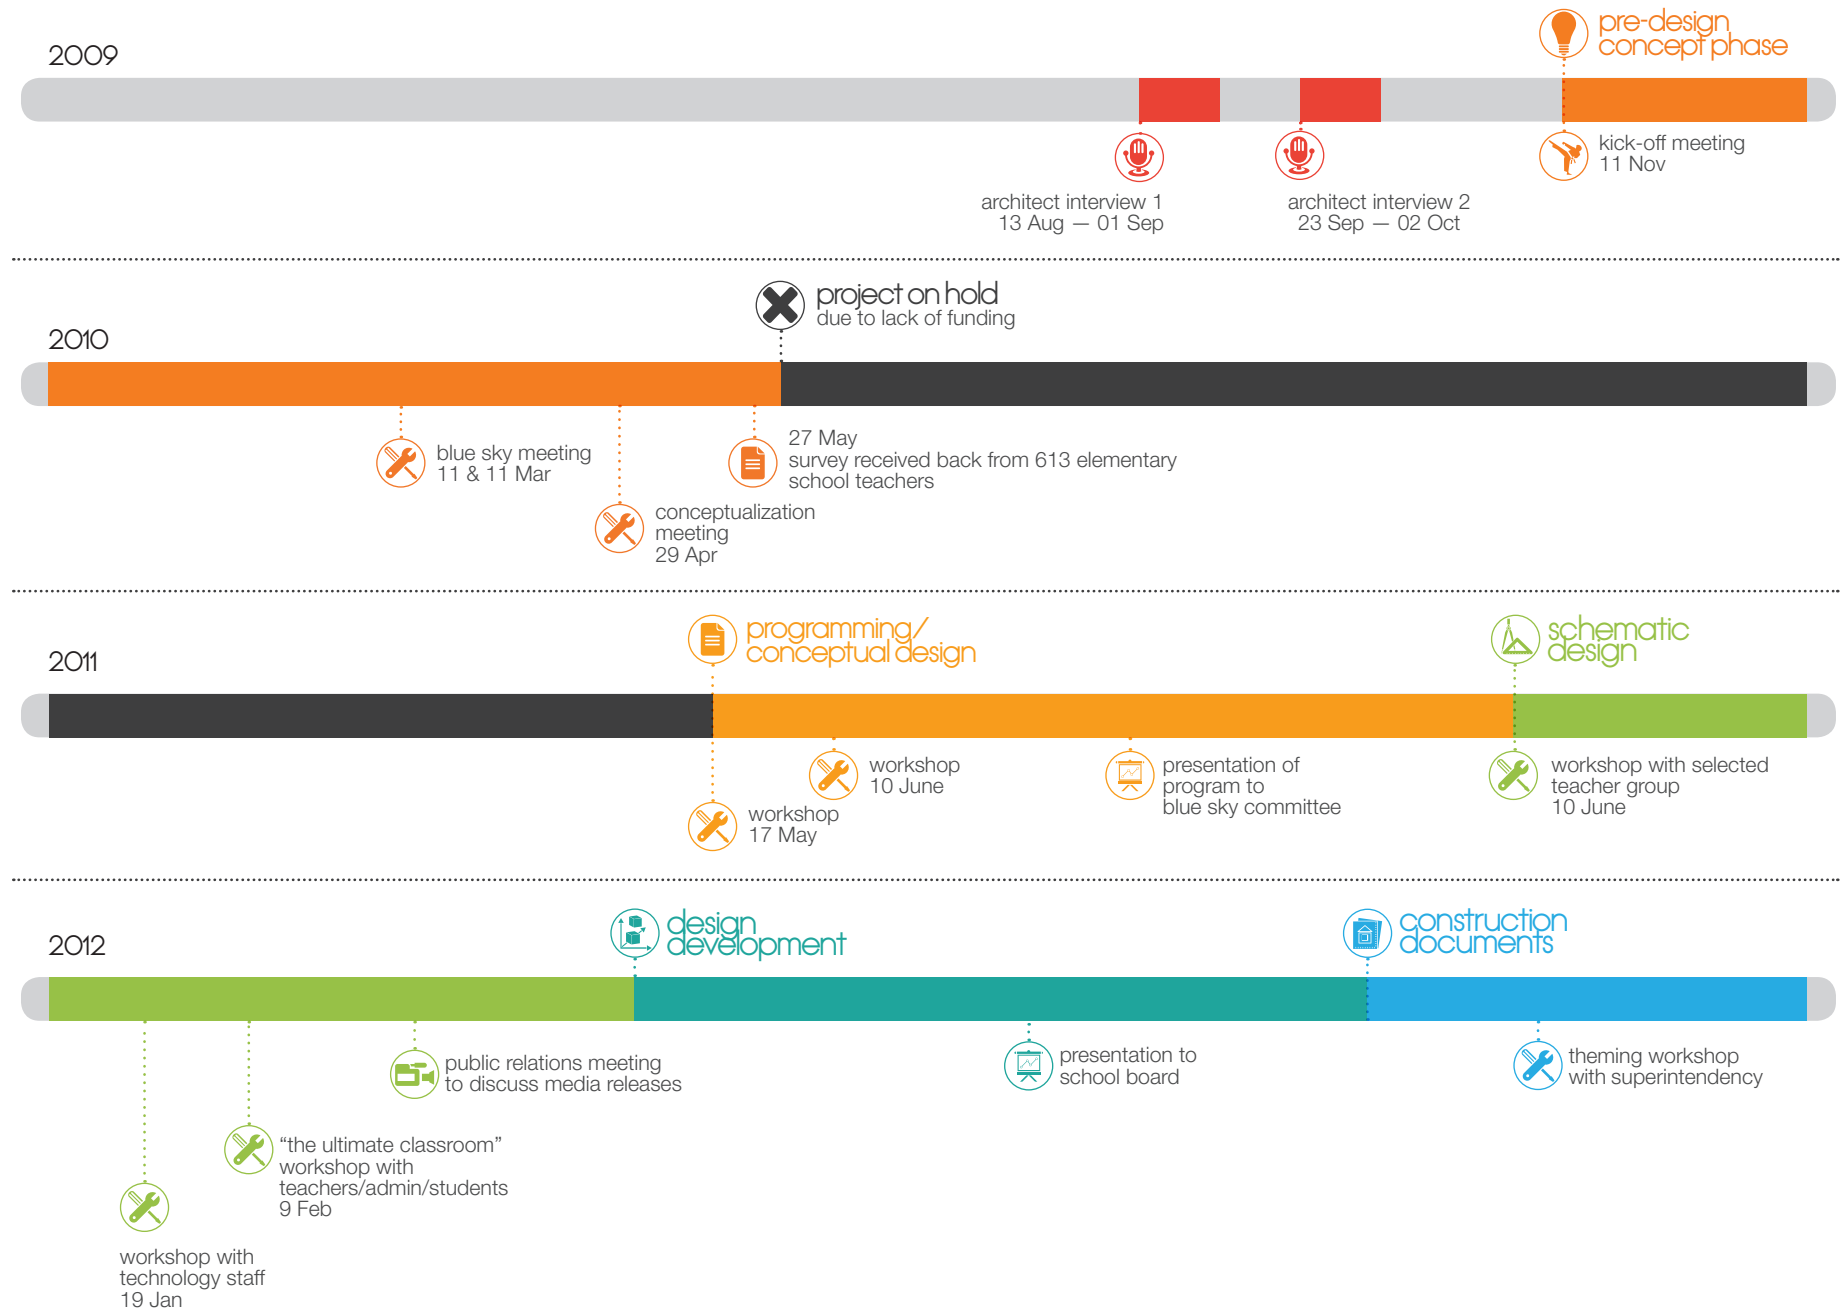 2009
pre-design
concept phase
kick-off meeting
11 Nov
architect interview 1
13 Aug — 01 Sep
architect interview 2
23 Sep — 02 Oct
2010
project on hold
due to lack of funding
blue sky meeting
11 & 11 Mar
conceptualization
meeting
29 Apr
27 May
survey received back from 613 elementary
school teachers
2011
programming/
conceptual design
schematic
design
workshop
17 May
workshop
10 June
presentation of
program to
blue sky committee
workshop with selected
teacher group
10 June
2012
design
development
construction
documents
workshop with
technology staff
19 Jan
“the ultimate classroom”
workshop with
teachers/admin/students
9 Feb
public relations meeting
to discuss media releases
presentation to
school board
theming workshop
with superintendency